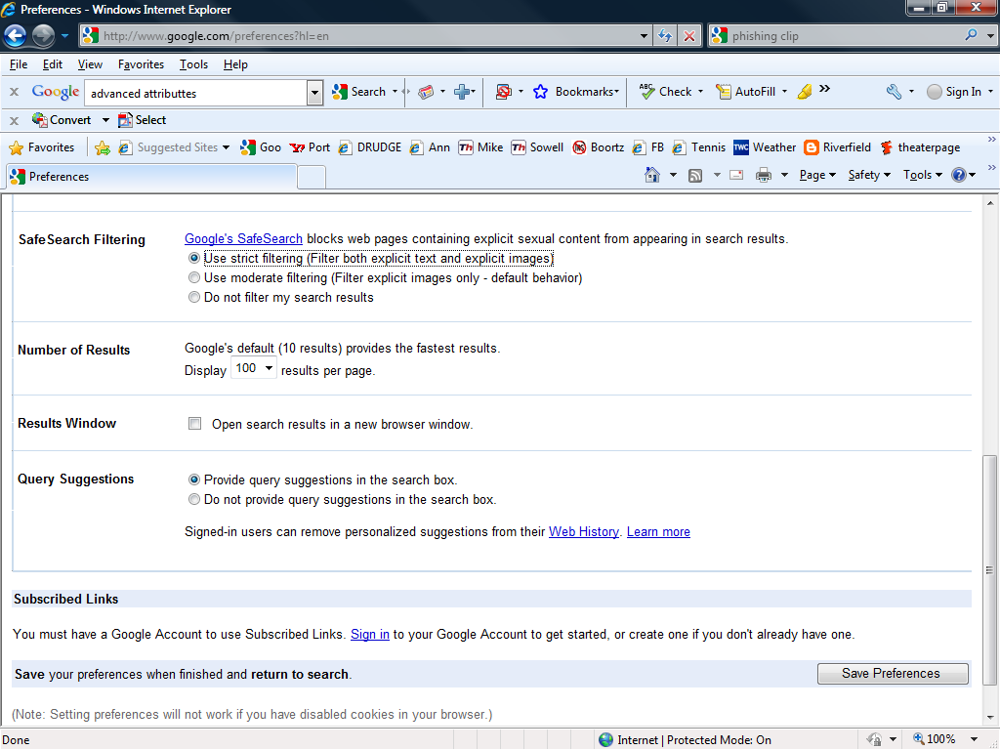 Preferences - Windows Internet Explorer
http://www.google.com/preferences?hl=en
phishing clip
File Edit View Favorites Tools Help
x Google advanced attributtes Search Bookmarks ABC Check AutoFill » Sign In
x Convert Select
Favorites Suggested Sites Goo Port DRUDGE Ann Th Mike Th Sowell Boortz FB Tennis TWC Weather Riverfield theaterpage »
Preferences Page Safety Tools »
SafeSearch Filtering
Google's SafeSearch blocks web pages containing explicit sexual content from appearing in search results.
Use strict filtering (Filter both explicit text and explicit images)
Use moderate filtering (Filter explicit images only - default behavior)
Do not filter my search results
Number of Results
Google's default (10 results) provides the fastest results.
Display 100 results per page.
Results Window
Open search results in a new browser window.
Query Suggestions
Provide query suggestions in the search box.
Do not provide query suggestions in the search box.
Signed-in users can remove personalized suggestions from their Web History. Learn more
Subscribed Links
You must have a Google Account to use Subscribed Links. Sign in to your Google Account to get started, or create one if you don't already have one.
Save your preferences when finished and return to search.
Save Preferences
(Note: Setting preferences will not work if you have disabled cookies in your browser.)
Done
Internet | Protected Mode: On
100%